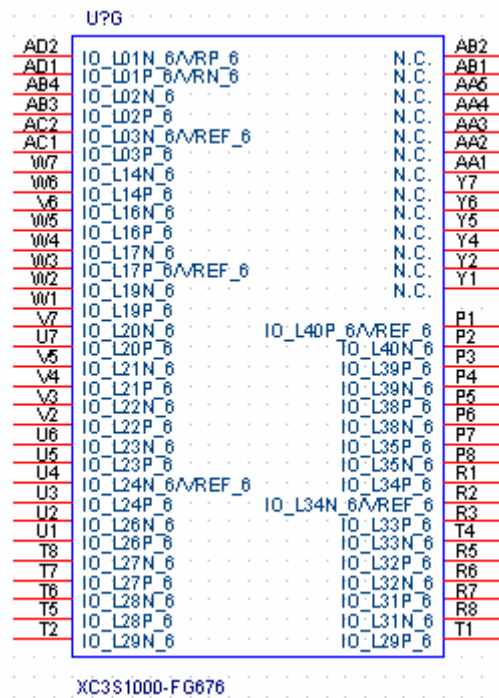 U?G
AD2 IO_L01N_6/VRP_6 N.C. AB2
AD1 IO_L01P_6/VRN_6 N.C. AB1
AB4 IO_L02N_6 N.C. AA5
AB3 IO_L02P_6 N.C. AA4
AC2 IO_L03N_6/VREF_6 N.C. AA3
AC1 IO_L03P_6 N.C. AA2
W7 IO_L14N_6 N.C. AA1
W6 IO_L14P_6 N.C. Y7
V6 IO_L16N_6 N.C. Y6
W5 IO_L16P_6 N.C. Y5
W4 IO_L17N_6 N.C. Y4
W3 IO_L17P_6/VREF_6 N.C. Y2
W2 IO_L19N_6 N.C. Y1
W1 IO_L19P_6
V7 IO_L20N_6 IO_L40P_6/VREF_6 P1
U7 IO_L20P_6 IO_L40N_6 P2
V5 IO_L21N_6 IO_L39P_6 P3
V4 IO_L21P_6 IO_L39N_6 P4
V3 IO_L22N_6 IO_L38P_6 P5
V2 IO_L22P_6 IO_L38N_6 P6
U6 IO_L23N_6 IO_L35P_6 P7
U5 IO_L23P_6 IO_L35N_6 P8
U4 IO_L24N_6/VREF_6 IO_L34P_6 R1
U3 IO_L24P_6 IO_L34N_6/VREF_6 R2
U2 IO_L26N_6 IO_L33P_6 R3
U1 IO_L26P_6 IO_L33N_6 T4
T8 IO_L27N_6 IO_L32P_6 R5
T7 IO_L27P_6 IO_L32N_6 R6
T6 IO_L28N_6 IO_L31P_6 R7
T5 IO_L28P_6 IO_L31N_6 R8
T2 IO_L29N_6 IO_L29P_6 T1
XC3S1000-FG676